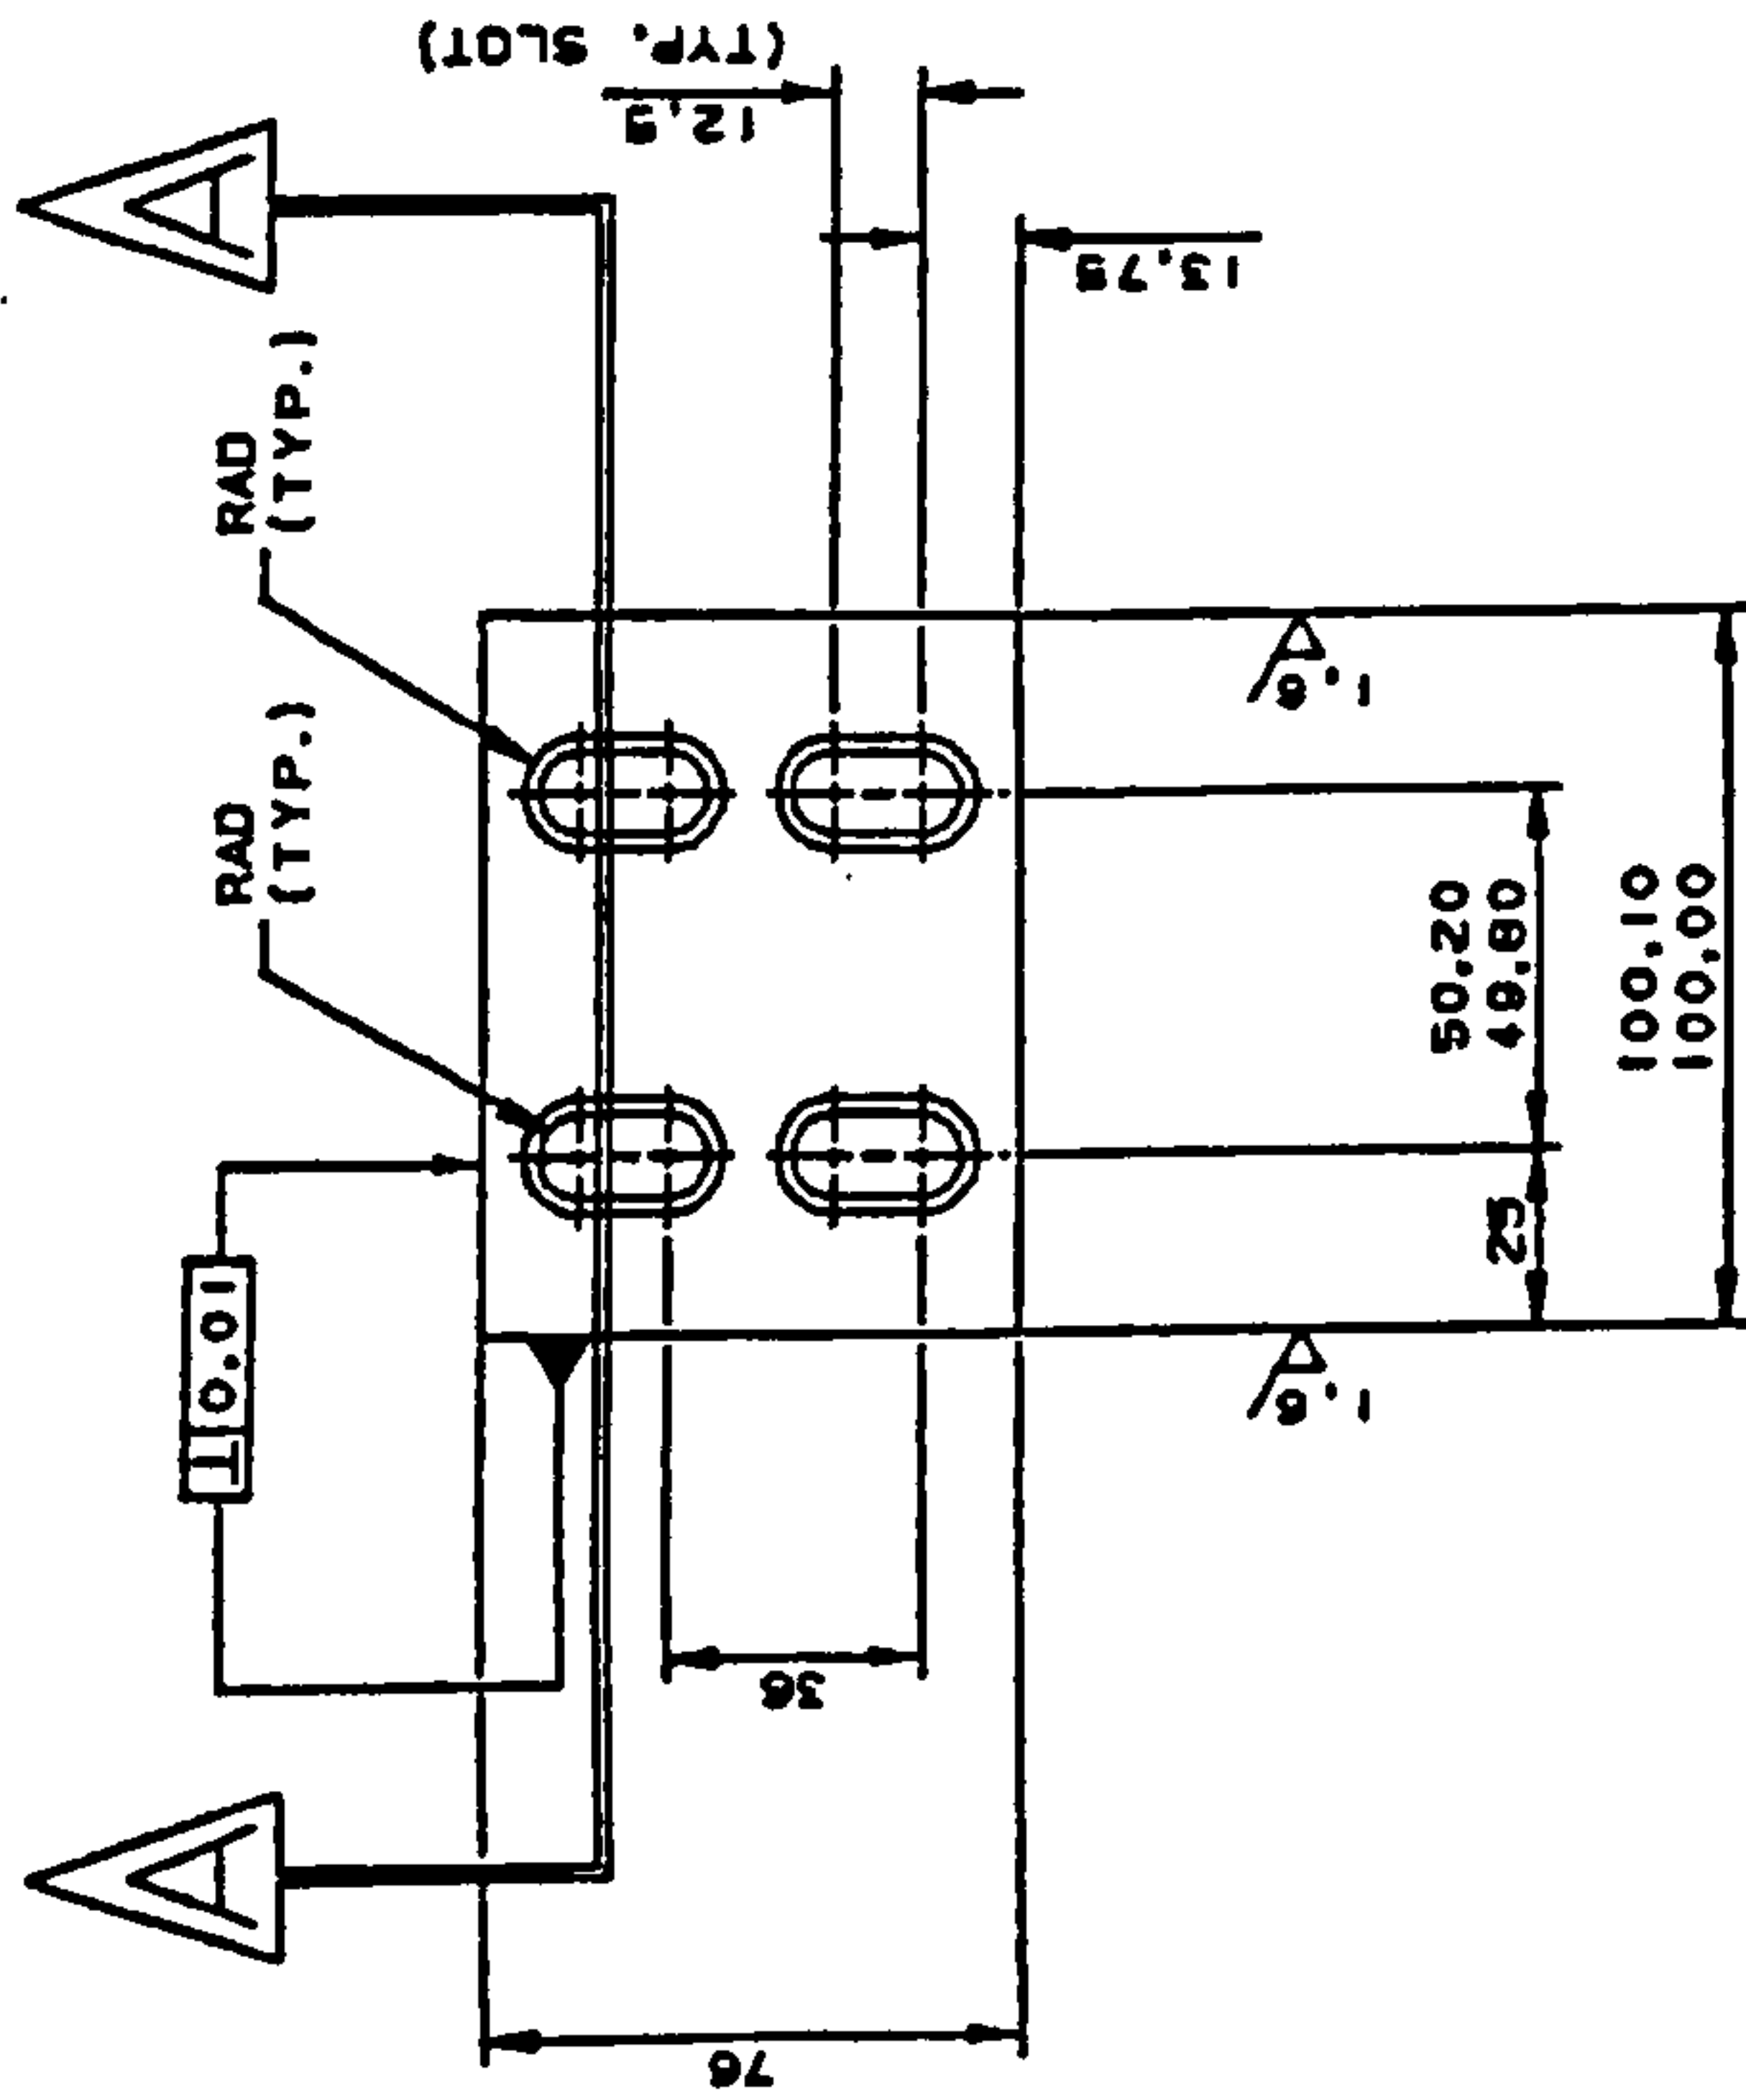 12.5
(TYP. SLOT)
A
13.75
RAD
(TYP.)
1.6
RAD
(TYP.)
50.20
49.80
100.10
100.00
25
⊥ 0.01
1.6
36
A
76